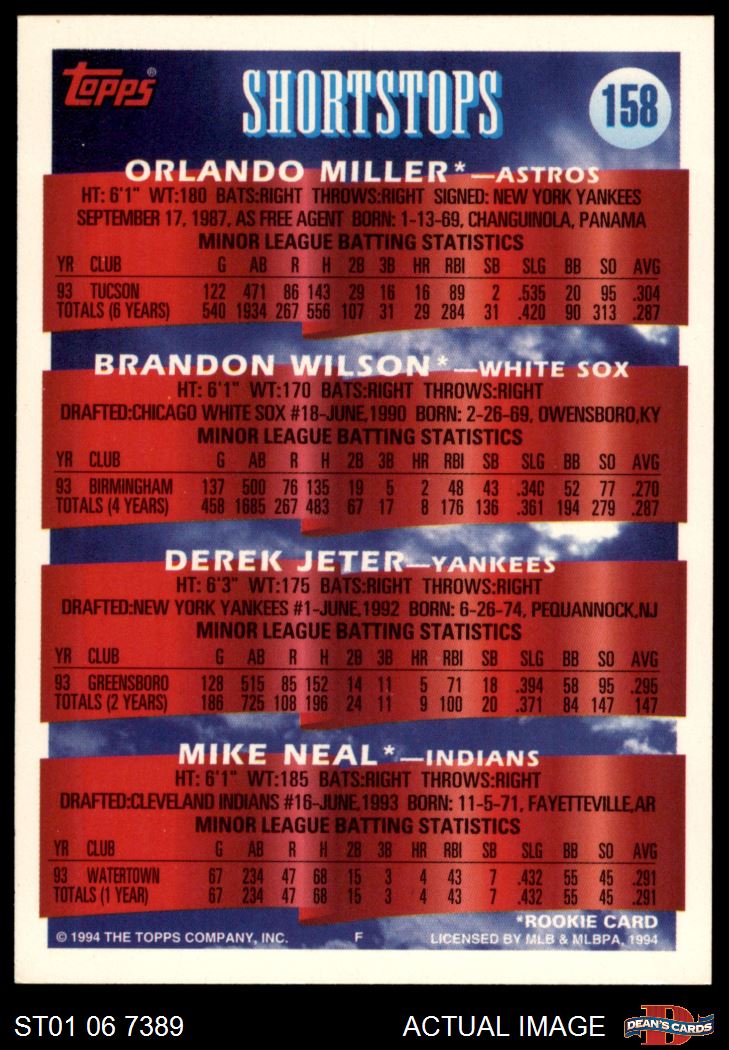 Topps®
SHORTSTOPS
158
ORLANDO MILLER*—ASTROS
HT: 6'1" WT:180 BATS:RIGHT THROWS:RIGHT SIGNED: NEW YORK YANKEES
SEPTEMBER 17, 1987, AS FREE AGENT BORN: 1-13-69, CHANGUINOLA, PANAMA
MINOR LEAGUE BATTING STATISTICS
YR CLUB G AB R H 2B 3B HR RBI SB SLG BB SO AVG
93 TUCSON 122 471 86 143 29 16 16 89 2 .535 20 95 .304
TOTALS (6 YEARS) 540 1934 267 556 107 31 29 284 31 .420 90 313 .287
BRANDON WILSON*—WHITE SOX
HT: 6'1" WT:170 BATS:RIGHT THROWS:RIGHT
DRAFTED:CHICAGO WHITE SOX #18-JUNE,1990 BORN: 2-26-69, OWENSBORO,KY
MINOR LEAGUE BATTING STATISTICS
YR CLUB G AB R H 2B 3B HR RBI SB SLG BB SO AVG
93 BIRMINGHAM 137 500 76 135 19 5 2 48 43 .340 52 77 .270
TOTALS (4 YEARS) 458 1685 267 483 67 17 8 176 136 .361 194 279 .287
DEREK JETER—YANKEES
HT: 6'3" WT:175 BATS:RIGHT THROWS:RIGHT
DRAFTED:NEW YORK YANKEES #1-JUNE,1992 BORN: 6-26-74, PEQUANNOCK,NJ
MINOR LEAGUE BATTING STATISTICS
YR CLUB G AB R H 2B 3B HR RBI SB SLG BB SO AVG
93 GREENSBORO 128 515 85 152 14 11 5 71 18 .394 58 95 .295
TOTALS (2 YEARS) 186 725 108 196 24 11 9 100 20 .371 84 147 147
MIKE NEAL*—INDIANS
HT: 6'1" WT:185 BATS:RIGHT THROWS:RIGHT
DRAFTED:CLEVELAND INDIANS #16-JUNE,1993 BORN: 11-5-71, FAYETTEVILLE,AR
MINOR LEAGUE BATTING STATISTICS
YR CLUB G AB R H 2B 3B HR RBI SB SLG BB SO AVG
93 WATERTOWN 67 234 47 68 15 3 4 43 7 .432 55 45 .291
TOTALS (1 YEAR) 67 234 47 68 15 3 4 43 7 .432 55 45 .291
*ROOKIE CARD
© 1994 THE TOPPS COMPANY, INC. F LICENSED BY MLB & MLBPA, 1994
ST01 06 7389 ACTUAL IMAGE D DEAN'S CARDS